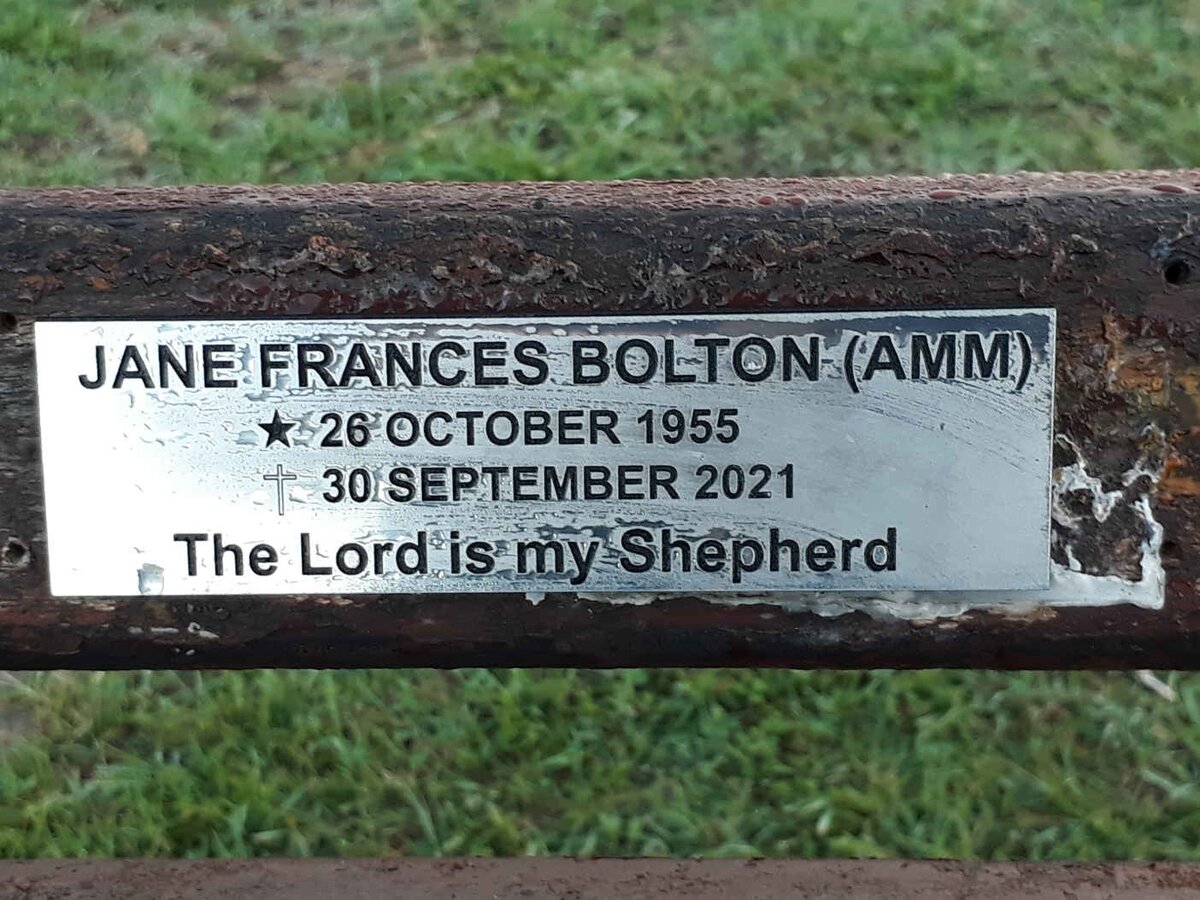 JANE FRANCES BOLTON (AMM)
★ 26 OCTOBER 1955
✝ 30 SEPTEMBER 2021
The Lord is my Shepherd